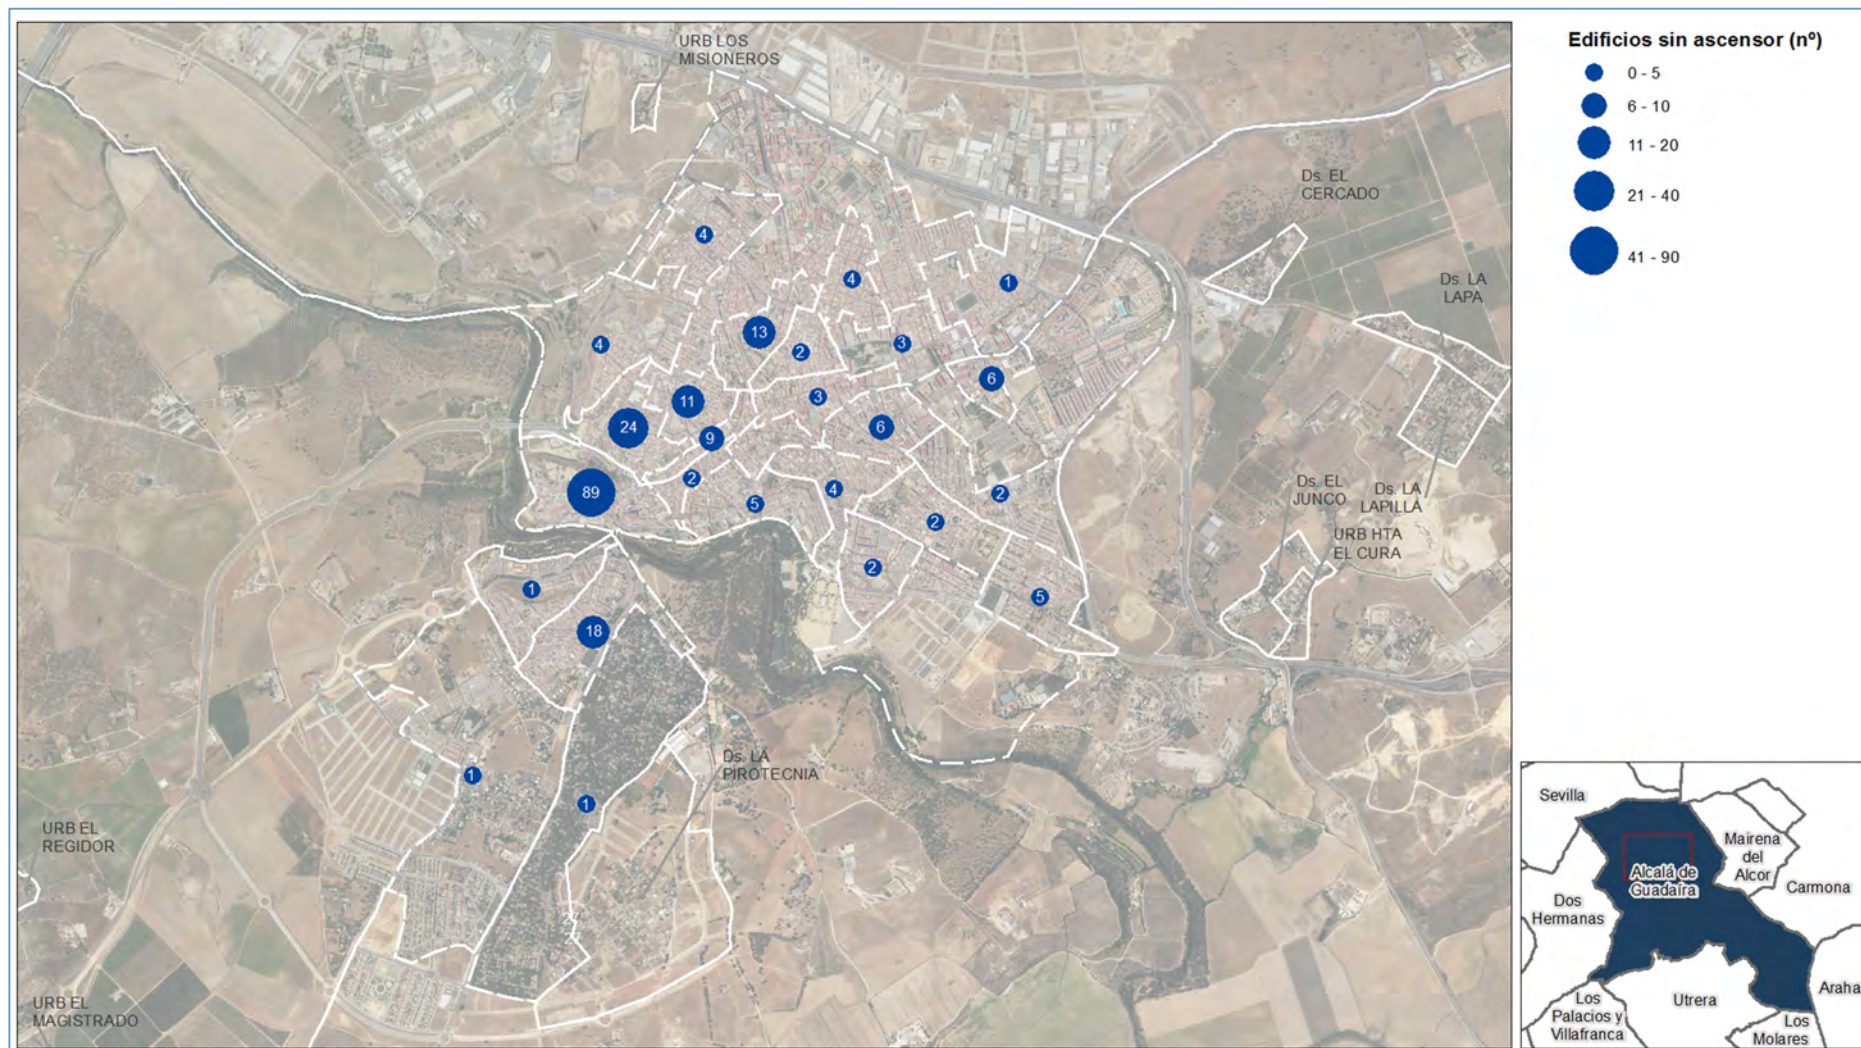 URB LOS
MISIONEROS
Edificios sin ascensor (nº)
0 - 5
6 - 10
11 - 20
21 - 40
41 - 90
Ds. EL
CERCADO
Ds. LA
LAPA
4
4
1
13
4
2
3
6
11
3
24
9
6
2
89
5
4
2
2
Ds. EL
JUNCO
Ds. LA
LAPILLA
URB HTA
EL CURA
2
1
5
18
Ds. LA
PIROTECNIA
1
1
URB EL
REGIDOR
URB EL
MAGISTRADO
Sevilla
Mairena
del
Alcor
Alcalá de
Guadaíra
Carmona
Dos
Hermanas
Araha
Utrera
Los
Palacios y
Villafranca
Los
Molares